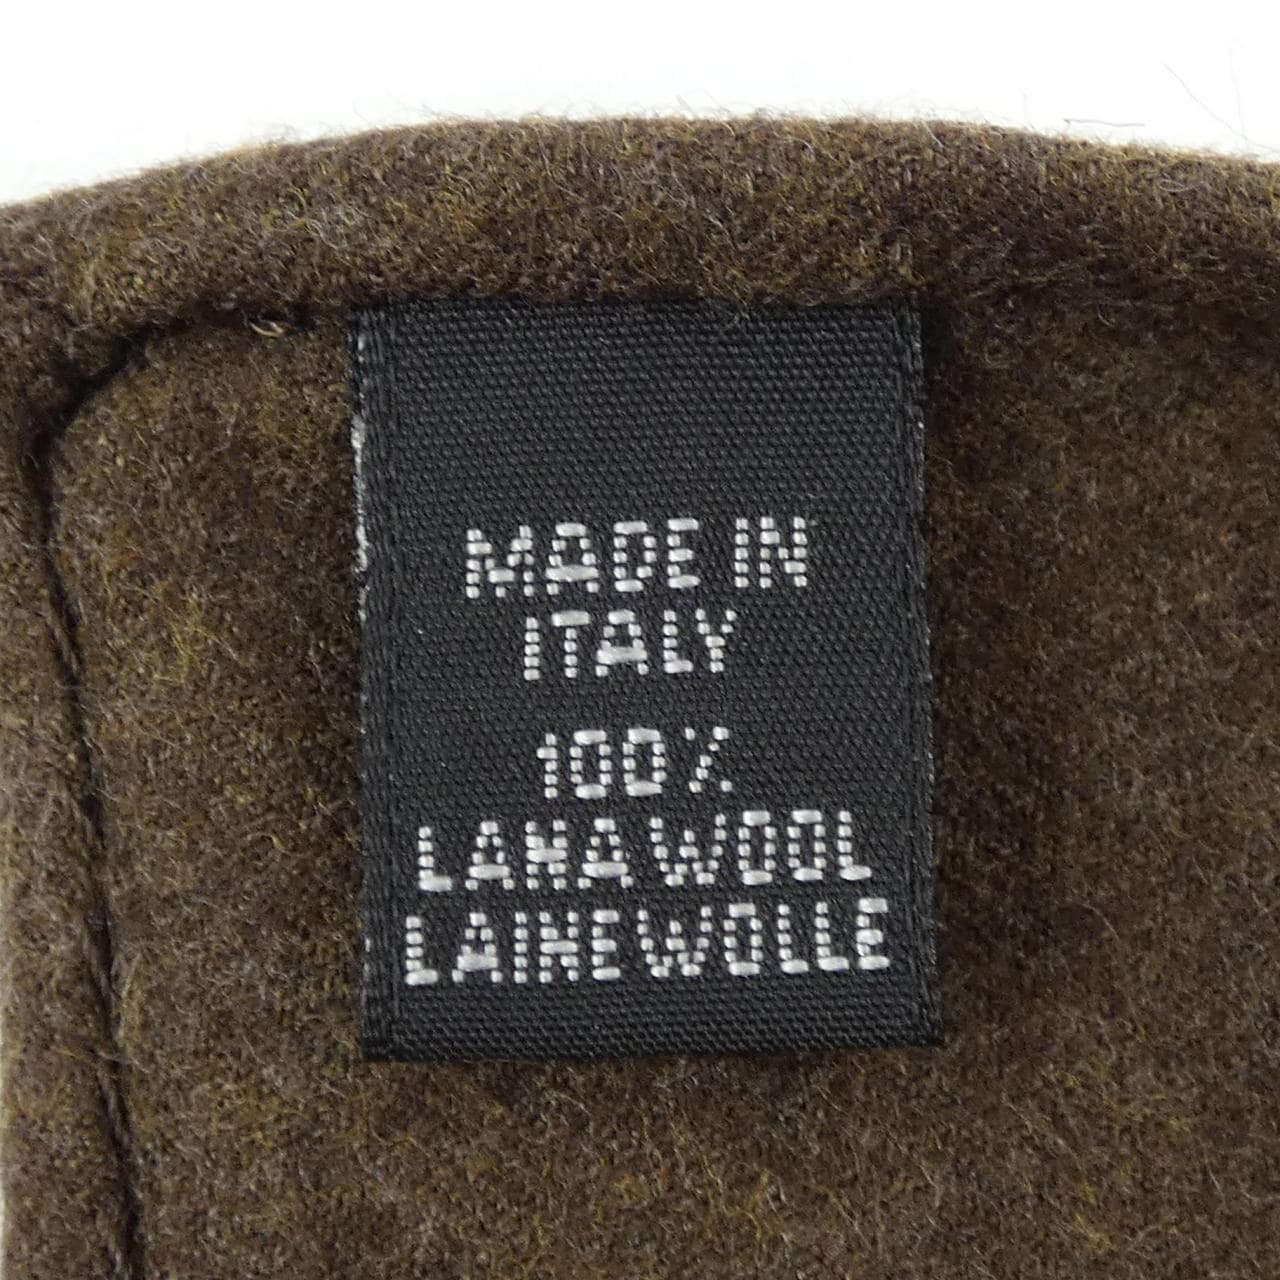 MADE IN
ITALY
100%
LANA WOOL
LAINE WOLLE